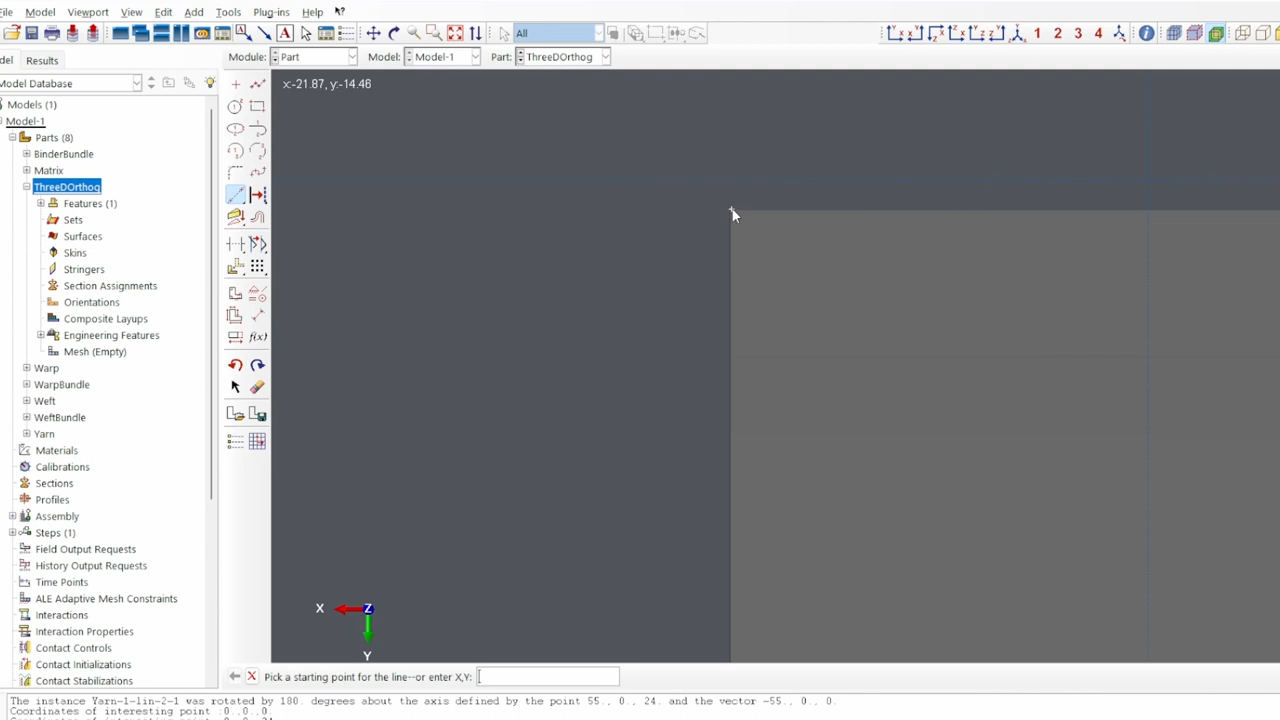 File Model Viewport View Edit Add Tools Plug-ins Help
All 1 2 3 4
Results Module: Part Model: Model-1 Part: ThreeDOrthog
Model Database x:-21.87, y:-14.46
Models (1)
Model-1
Parts (8)
BinderBundle
Matrix
ThreeDOrthog
Features (1)
Sets
Surfaces
Skins
Stringers
Section Assignments
Orientations
Composite Layups
Engineering Features
Mesh (Empty)
Warp
WarpBundle
Weft
WeftBundle
Yarn
Materials
Calibrations
Sections
Profiles
Assembly
Steps (1)
Field Output Requests
History Output Requests
Time Points
ALE Adaptive Mesh Constraints
Interactions
Interaction Properties
Contact Controls
Contact Initializations
Contact Stabilizations
f(x)
X Z
Y
Pick a starting point for the line--or enter X,Y:
The instance Yarn-1-lin-2-1 was rotated by 180. degrees about the axis defined by the point 55., 0., 24. and the vector -55., 0., 0.
Coordinates of interesting point :0.,0.,0.